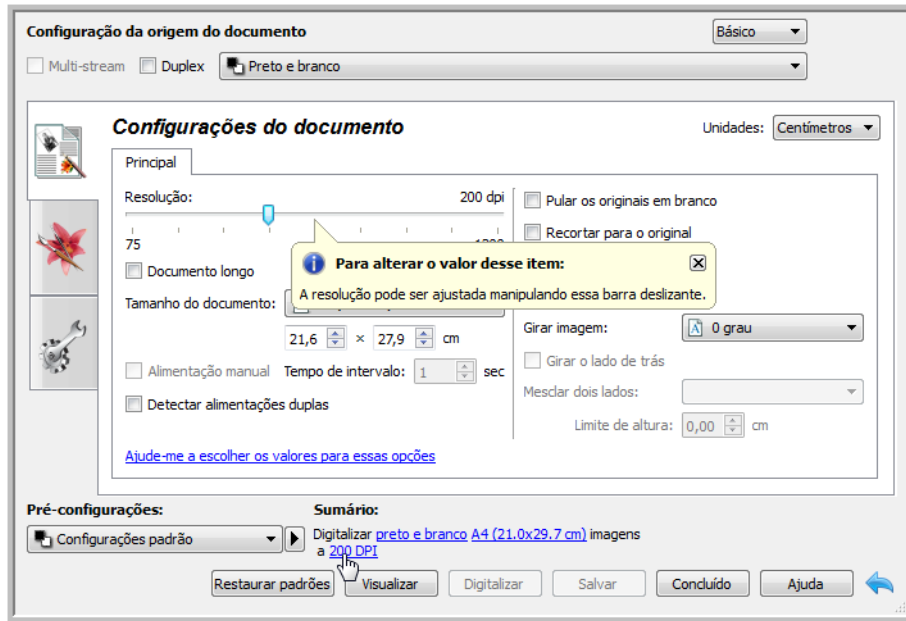 Configuração da origem do documento
Básico
Multi-stream
Duplex
Preto e branco
Configurações do documento
Unidades:
Centímetros
Principal
Resolução:
200 dpi
75
Pular os originais em branco
Recortar para o original
Para alterar o valor desse item:
A resolução pode ser ajustada manipulando essa barra deslizante.
Documento longo
Tamanho do documento:
21,6 × 27,9 cm
Girar imagem:
0 grau
Girar o lado de trás
Alimentação manual
Tempo de intervalo: 1 sec
Mesclar dois lados:
Detectar alimentações duplas
Limite de altura: 0,00 cm
Ajude-me a escolher os valores para essas opções
Pré-configurações:
Configurações padrão
Sumário:
Digitalizar preto e branco A4 (21.0x29.7 cm) imagens
a 200 DPI
Restaurar padrões
Visualizar
Digitalizar
Salvar
Concluído
Ajuda